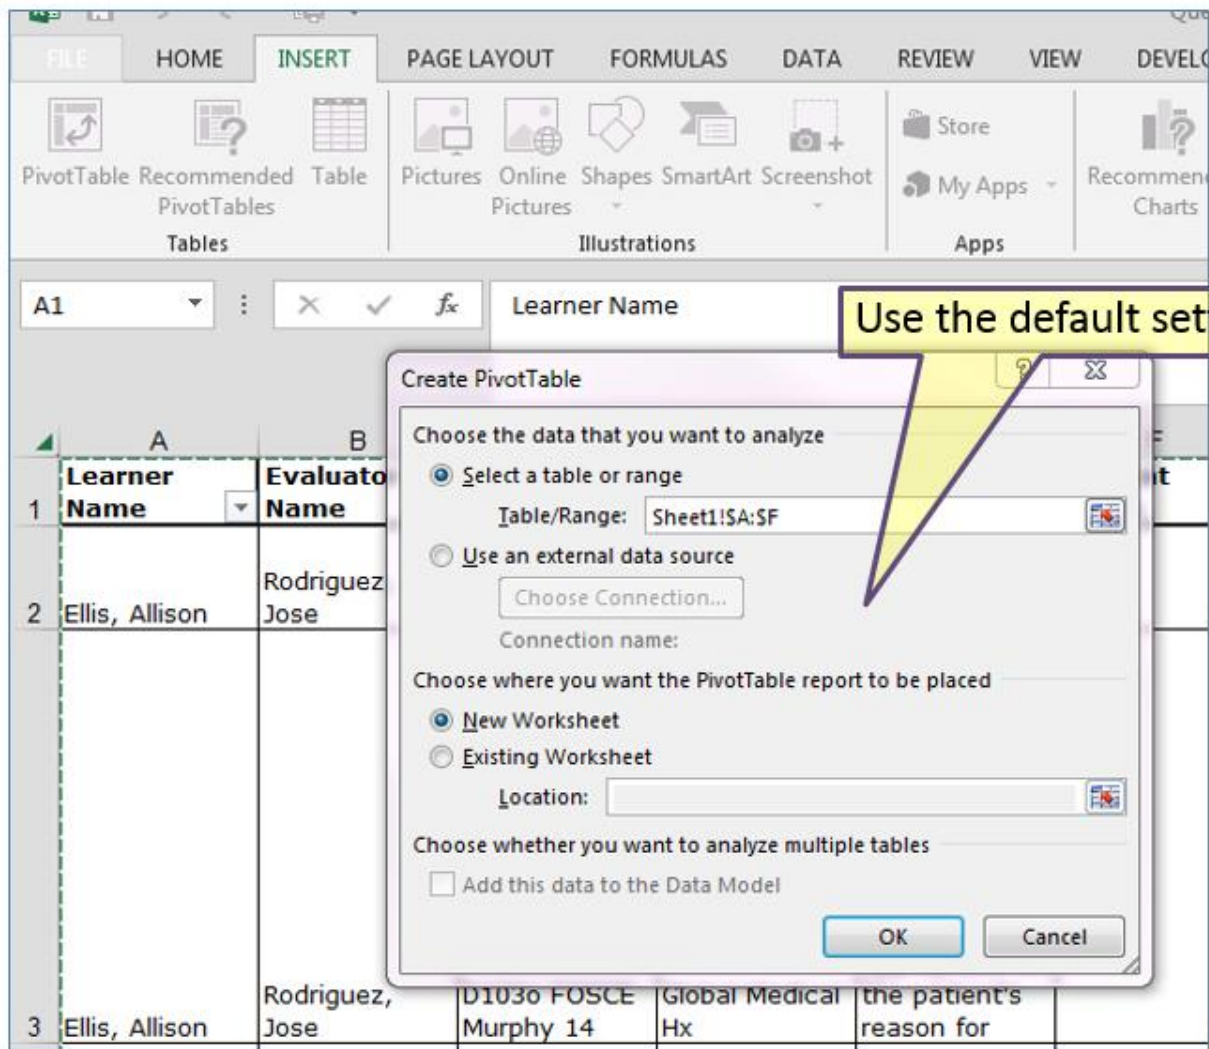 Que
FILE HOME INSERT PAGE LAYOUT FORMULAS DATA REVIEW VIEW DEVELO
PivotTable Recommended Table Pictures Online Shapes SmartArt Screenshot Store My Apps Recommen
PivotTables Pictures Charts
Tables Illustrations Apps
A1 fx Learner Name
Use the default set
Create PivotTable
Choose the data that you want to analyze
Select a table or range
Table/Range: Sheet1!$A:$F
Use an external data source
Choose Connection...
Connection name:
Choose where you want the PivotTable report to be placed
New Worksheet
Existing Worksheet
Location:
Choose whether you want to analyze multiple tables
Add this data to the Data Model
OK Cancel
A B
Learner Evaluato
1 Name Name
Rodriguez
2 Ellis, Allison Jose
Rodriguez, D103o FOSCE Global Medical the patient's
3 Ellis, Allison Jose Murphy 14 Hx reason for